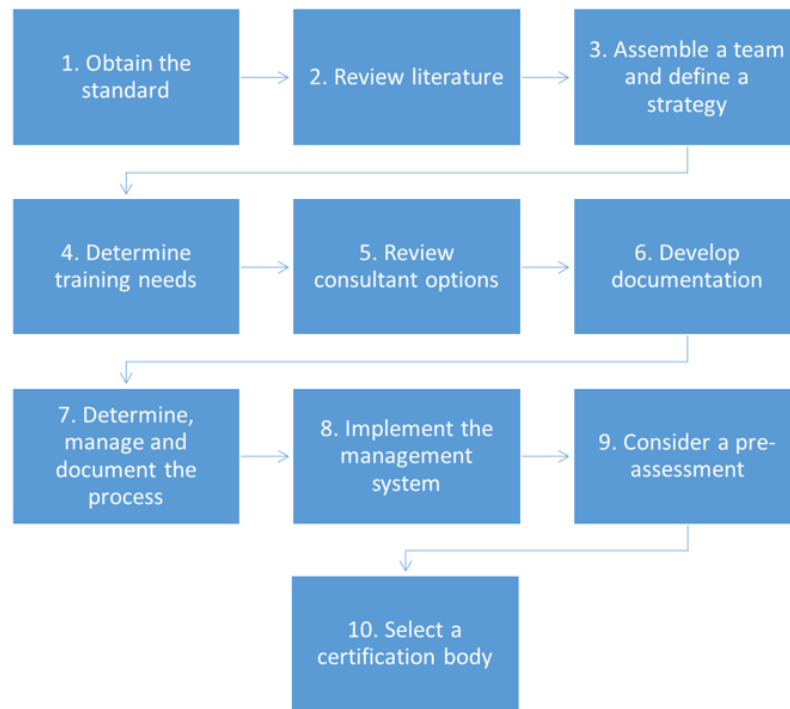 1. Obtain the
standard
2. Review literature
3. Assemble a team
and define a
strategy
4. Determine
training needs
5. Review
consultant options
6. Develop
documentation
7. Determine,
manage and
document the
process
8. Implement the
management
system
9. Consider a pre-
assessment
10. Select a
certification body